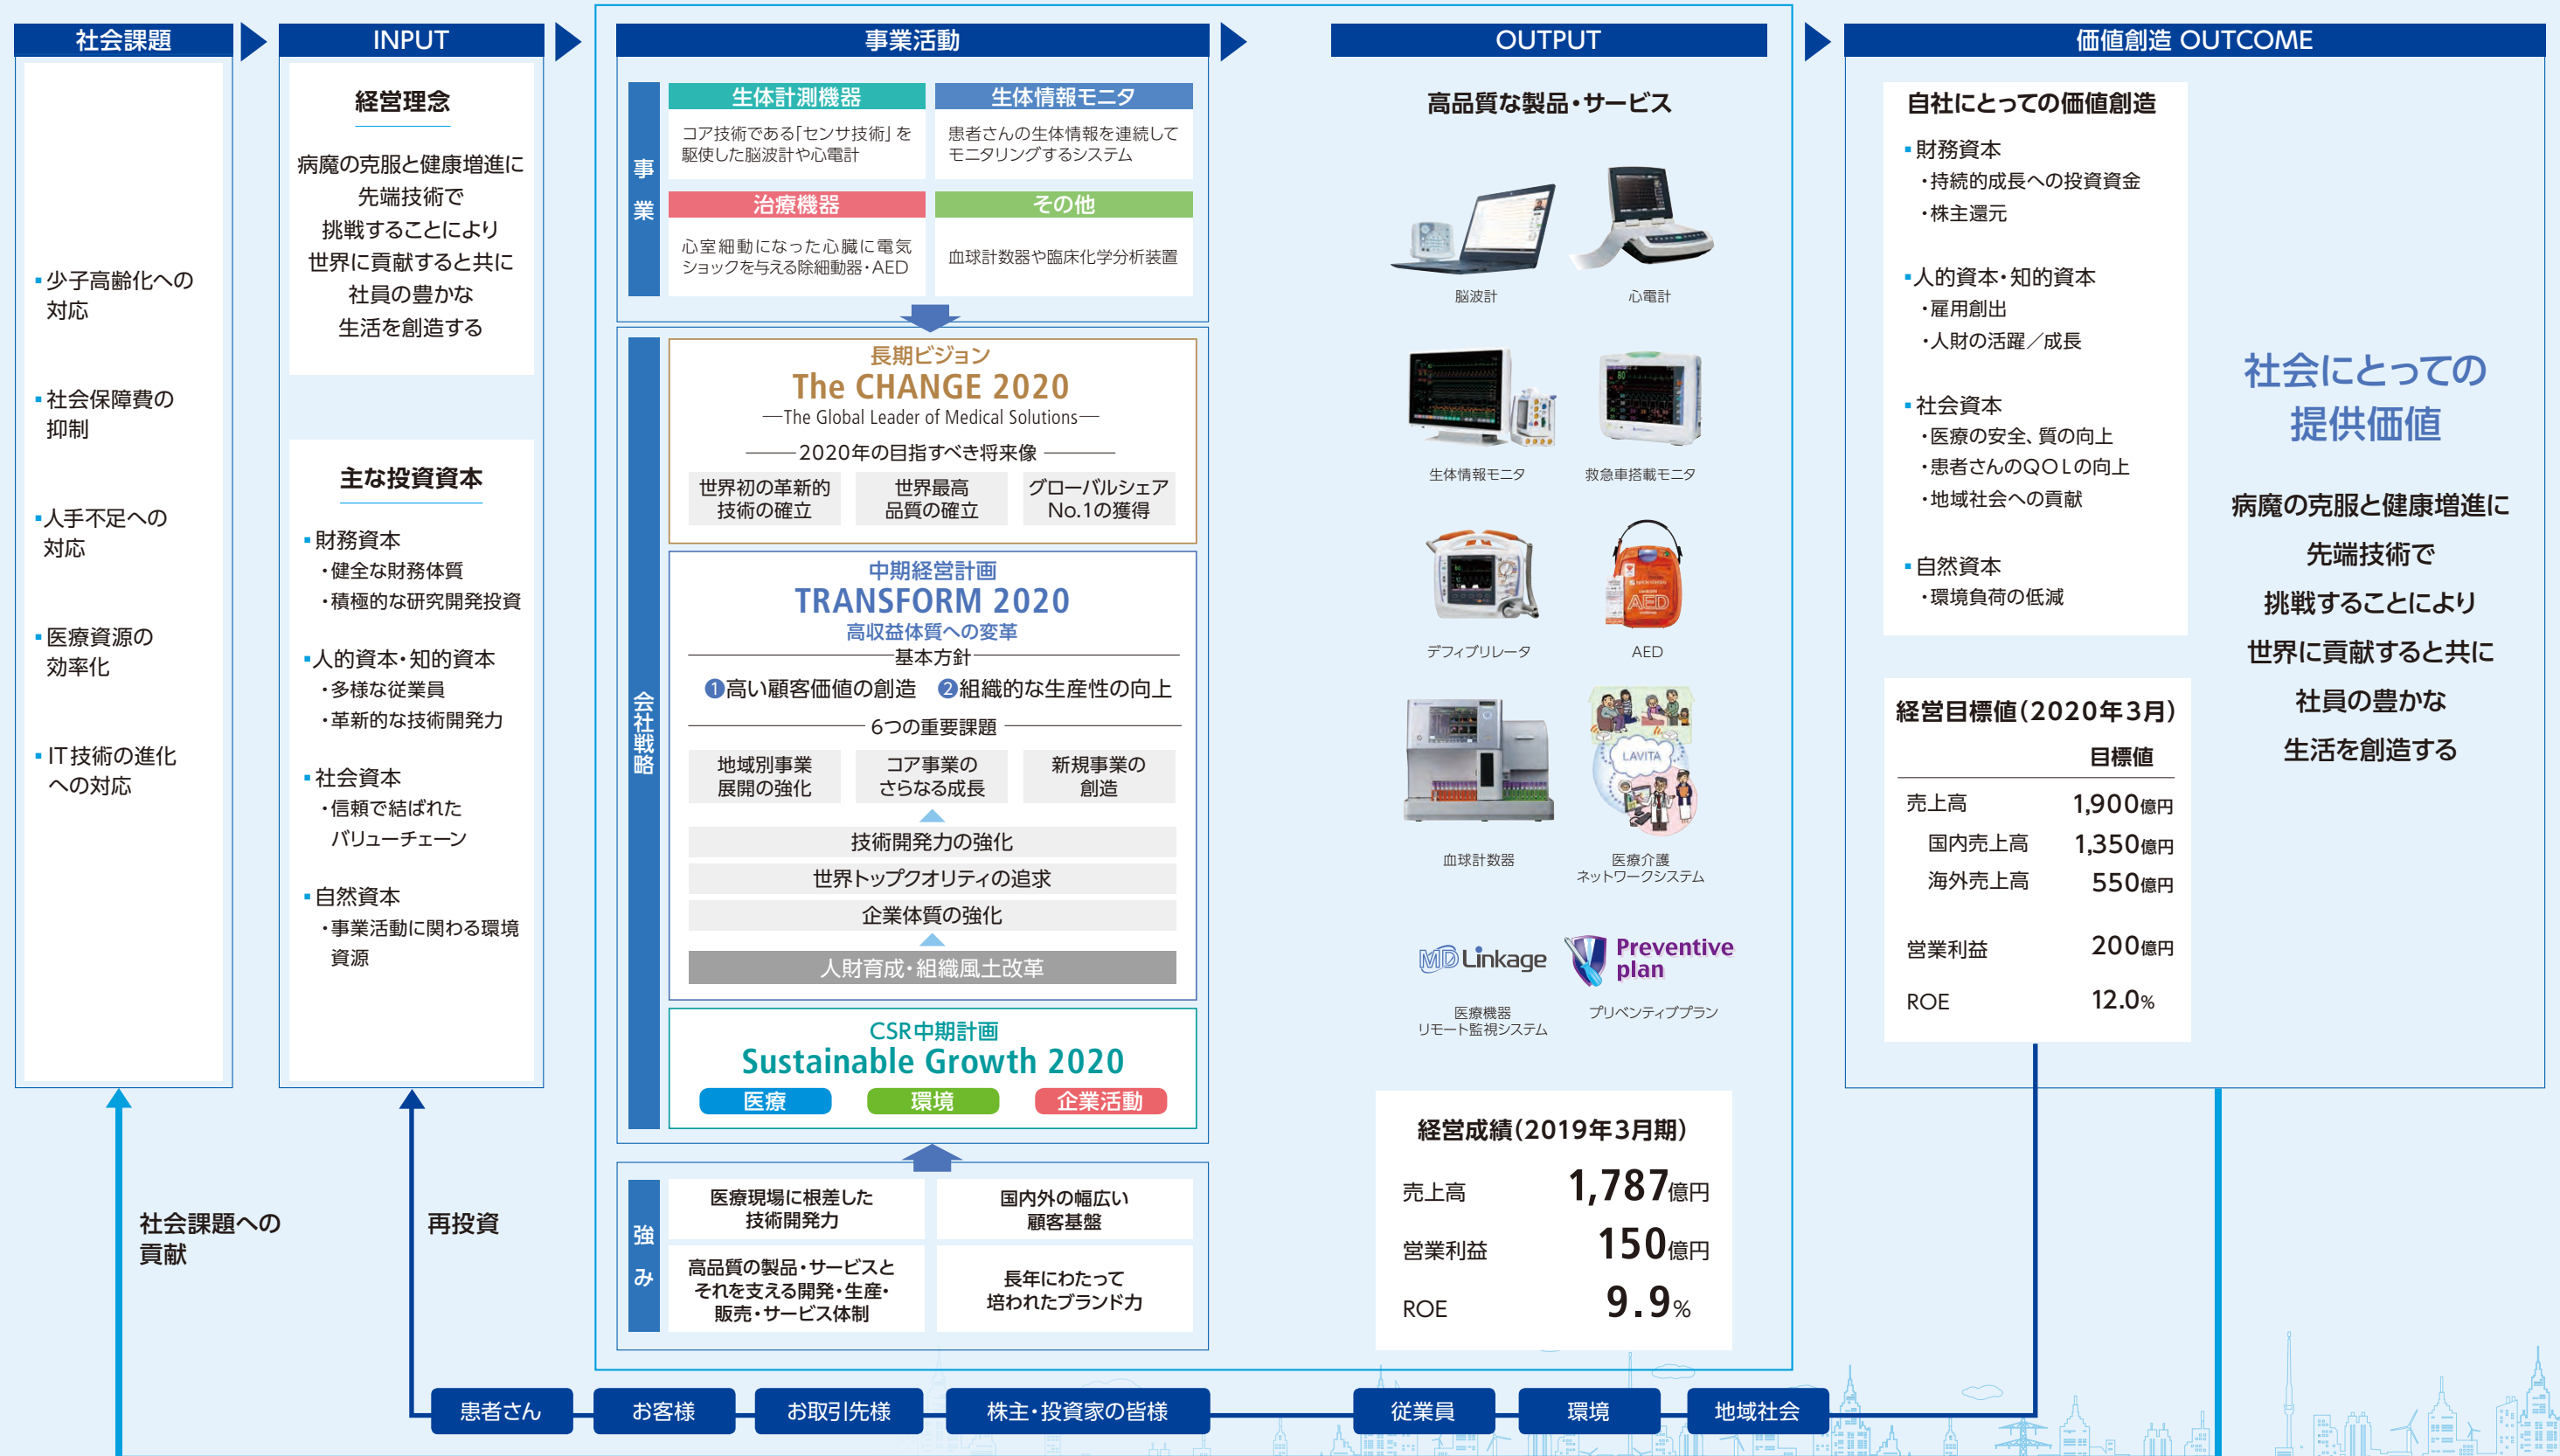 社会課題
少子高齢化への
対応
社会保障費の
抑制
人手不足への
対応
医療資源の
効率化
IT技術の進化
への対応
INPUT
経営理念
病魔の克服と健康増進に
先端技術で
挑戦することにより
世界に貢献すると共に
社員の豊かな
生活を創造する
主な投資資本
財務資本
・健全な財務体質
・積極的な研究開発投資
人的資本・知的資本
・多様な従業員
・革新的な技術開発力
社会資本
・信頼で結ばれた
バリューチェーン
自然資本
・事業活動に関わる環境
資源
事業活動
事業
生体計測機器
コア技術である「センサ技術」を
駆使した脳波計や心電計
生体情報モニタ
患者さんの生体情報を連続して
モニタリングするシステム
治療機器
心室細動になった心臓に電気
ショックを与える除細動器・AED
その他
血球計数器や臨床化学分析装置
会社戦略
長期ビジョン
The CHANGE 2020
—The Global Leader of Medical Solutions—
2020年の目指すべき将来像
世界初の革新的
技術の確立
世界最高
品質の確立
グローバルシェア
No.1の獲得
中期経営計画
TRANSFORM 2020
高収益体質への変革
基本方針
❶高い顧客価値の創造 ❷組織的な生産性の向上
6つの重要課題
地域別事業
展開の強化
コア事業の
さらなる成長
新規事業の
創造
技術開発力の強化
世界トップクオリティの追求
企業体質の強化
人財育成・組織風土改革
CSR中期計画
Sustainable Growth 2020
医療 環境 企業活動
強み
医療現場に根差した
技術開発力
国内外の幅広い
顧客基盤
高品質の製品・サービスと
それを支える開発・生産・
販売・サービス体制
長年にわたって
培われたブランド力
OUTPUT
高品質な製品・サービス
脳波計
心電計
生体情報モニタ
救急車搭載モニタ
デフィブリレータ
AED
AED
血球計数器
LAVITA
医療介護
ネットワークシステム
MD Linkage
医療機器
リモート監視システム
Preventive
plan
プリベンティブプラン
経営成績(2019年3月期)
売上高 1,787億円
営業利益 150億円
ROE 9.9%
価値創造 OUTCOME
自社にとっての価値創造
財務資本
・持続的成長への投資資金
・株主還元
人的資本・知的資本
・雇用創出
・人財の活躍／成長
社会資本
・医療の安全、質の向上
・患者さんのQOLの向上
・地域社会への貢献
自然資本
・環境負荷の低減
経営目標値(2020年3月)
目標値
売上高 1,900億円
国内売上高 1,350億円
海外売上高 550億円
営業利益 200億円
ROE 12.0%
社会にとっての
提供価値
病魔の克服と健康増進に
先端技術で
挑戦することにより
世界に貢献すると共に
社員の豊かな
生活を創造する
社会課題への
貢献
再投資
患者さん お客様 お取引先様 株主・投資家の皆様 従業員 環境 地域社会